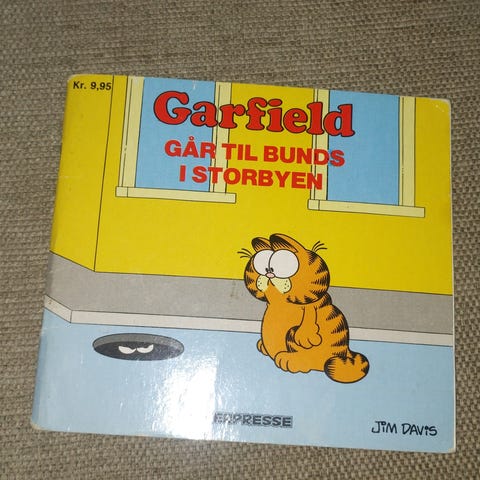 Kr. 9,95
Garfield
GÅR TIL BUNDS
I STORBYEN
JIM DAVIS